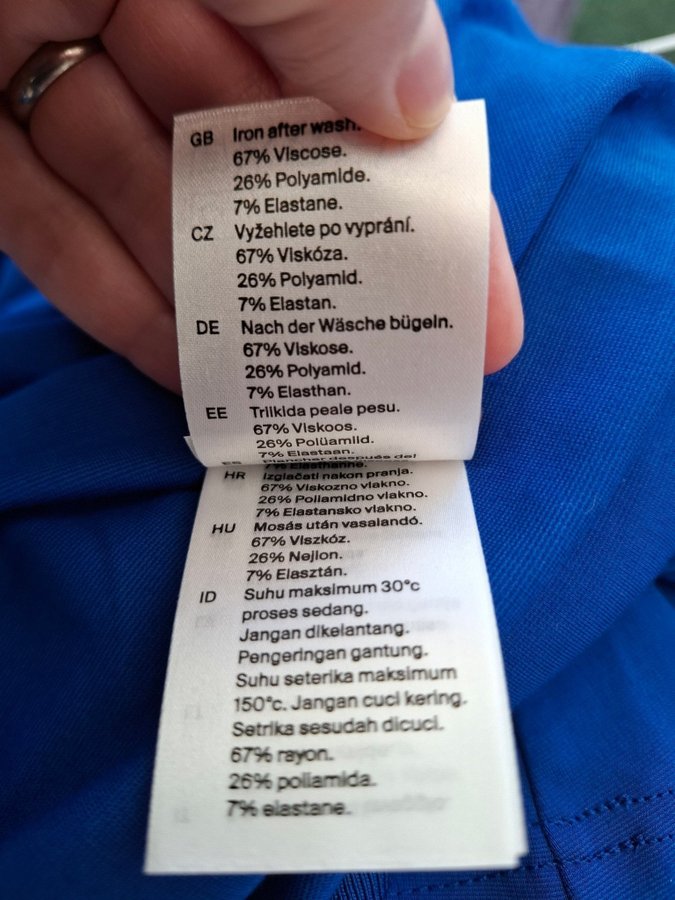 GB Iron after wash.
67% Viscose.
26% Polyamide.
7% Elastane.
CZ Vyžehlete po vyprání.
67% Viskóza.
26% Polyamid.
7% Elastan.
DE Nach der Wäsche bügeln.
67% Viskose.
26% Polyamid.
7% Elasthan.
EE Triikida peale pesu.
67% Viskoos.
26% Polüamiid.
7% Elastaan.
ES Planchar después del
7% Elasthanne.
HR Izglačati nakon pranja.
67% Viskozno vlakno.
26% Poliamidno vlakno.
7% Elastansko vlakno.
HU Mosás után vasalandó.
67% Viszkóz.
26% Nejlon.
7% Elasztán.
ID Suhu maksimum 30°c
proses sedang.
Jangan dikelantang.
Pengeringan gantung.
Suhu seterika maksimum
150°c. Jangan cuci kering.
Setrika sesudah dicuci.
67% rayon.
26% poliamida.
7% elastane.